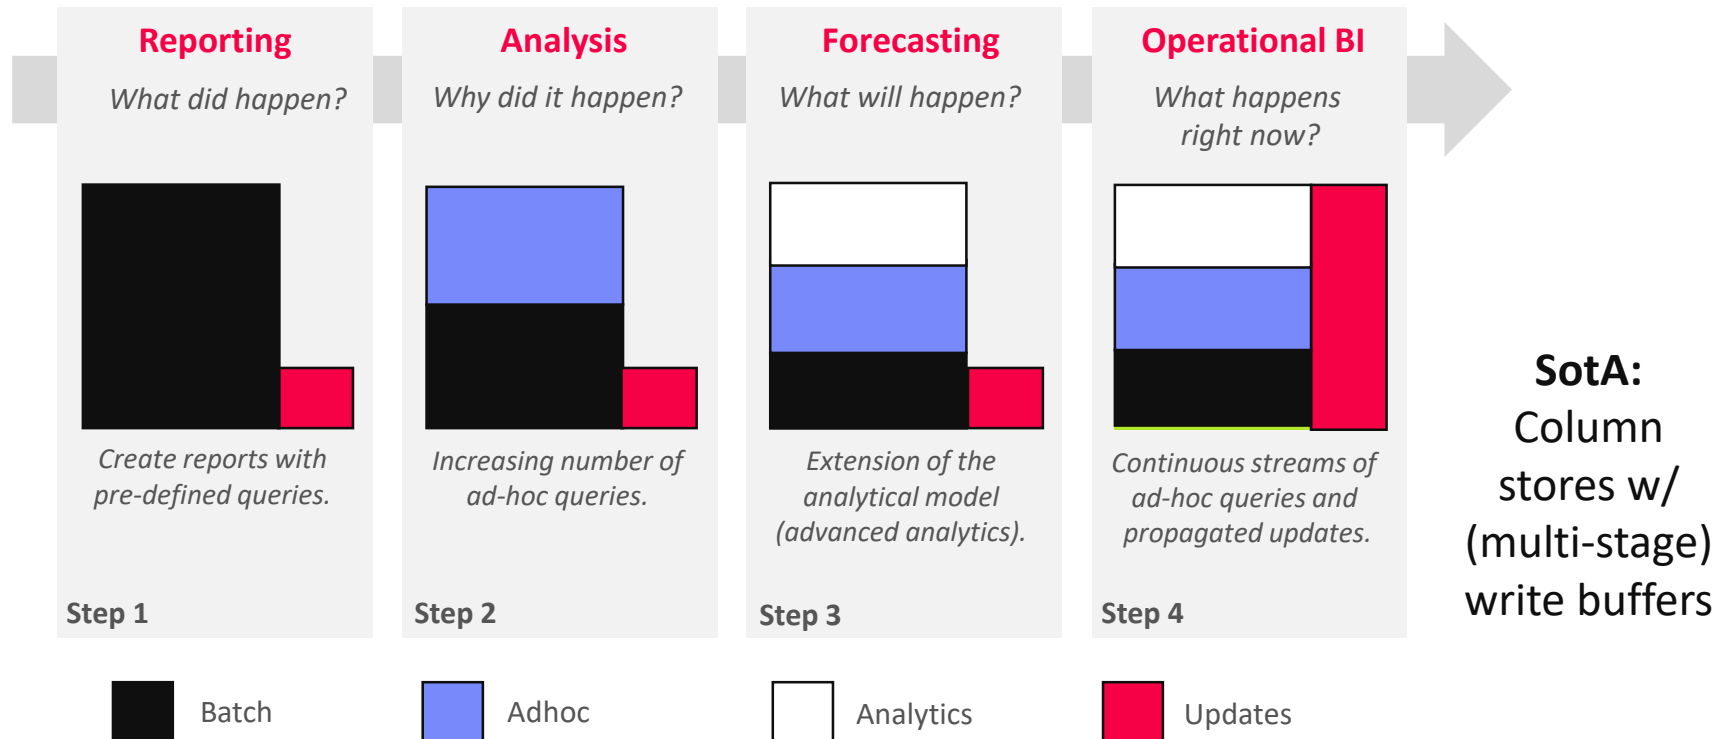 Reporting
What did happen?
Create reports with
pre-defined queries.
Step 1
Analysis
Why did it happen?
Increasing number of
ad-hoc queries.
Step 2
Forecasting
What will happen?
Extension of the
analytical model
(advanced analytics).
Step 3
Operational BI
What happens
right now?
Continuous streams of
ad-hoc queries and
propagated updates.
Step 4
SotA:
Column
stores w/
(multi-stage)
write buffers
Batch
Adhoc
Analytics
Updates